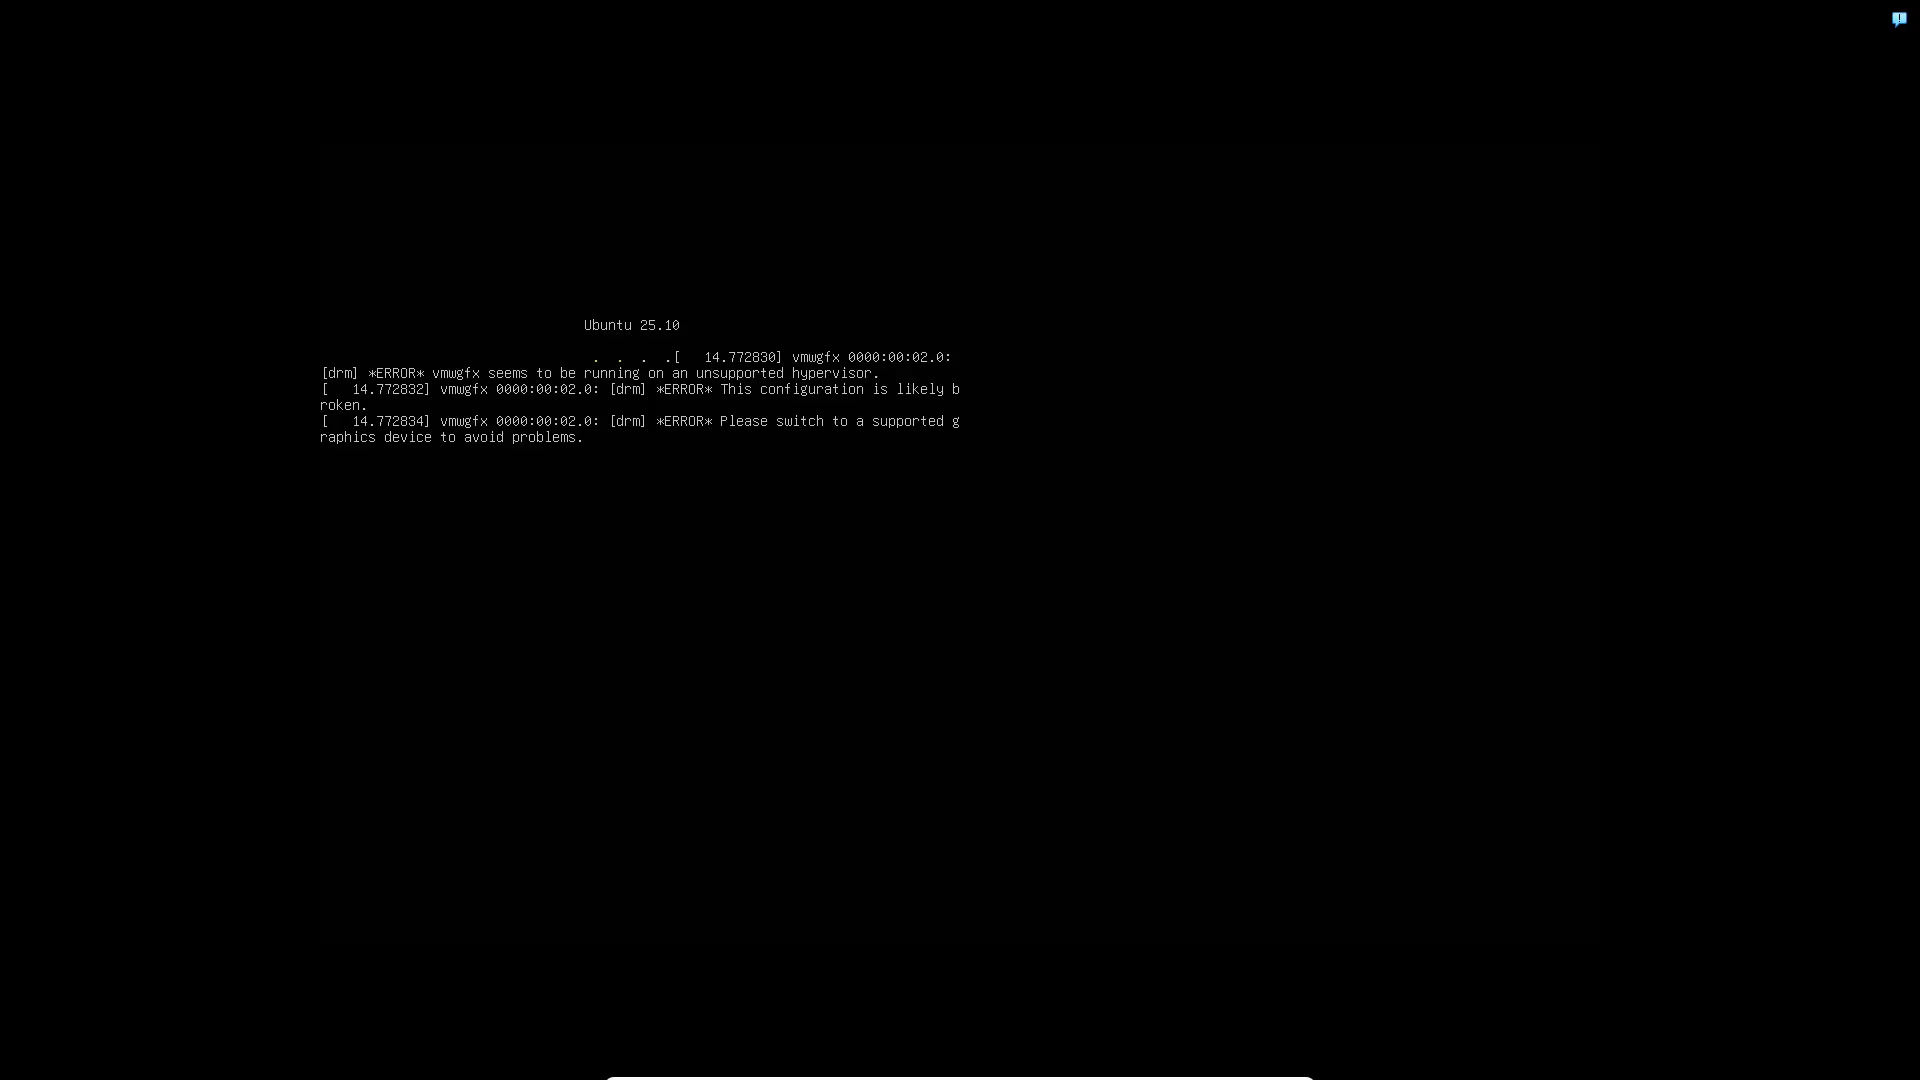 Ubuntu 25.10
. . . .[   14.772830] vmwgfx 0000:00:02.0:
[drm] *ERROR* vmwgfx seems to be running on an unsupported hypervisor.
[   14.772832] vmwgfx 0000:00:02.0: [drm] *ERROR* This configuration is likely b
roken.
[   14.772834] vmwgfx 0000:00:02.0: [drm] *ERROR* Please switch to a supported g
raphics device to avoid problems.